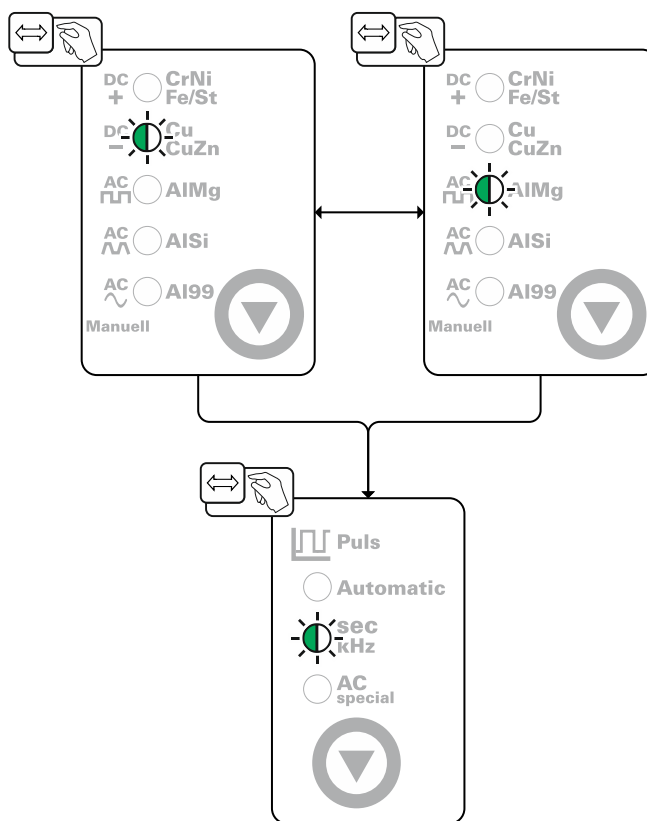 DC + CrNi
Fe/St
DC − Cu
CuZn
AC AlMg
AC AlSi
AC Al99
Manuell
DC + CrNi
Fe/St
DC − Cu
CuZn
AC AlMg
AC AlSi
AC Al99
Manuell
Puls
Automatic
sec
кHz
AC
special